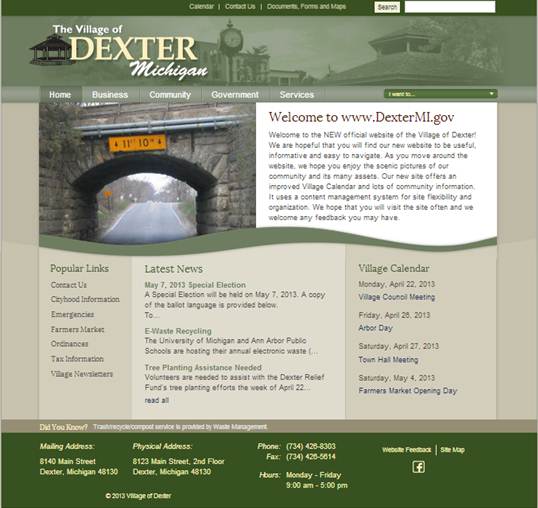 Calendar | Contact Us | Documents, Forms and Maps Search
The Village of
DEXTER
Michigan
Home Business Community Government Services I want to...
11' 10"
Welcome to www.DexterMI.gov
Welcome to the NEW official website of the Village of Dexter!
We are hopeful that you will find our new website to be useful,
informative and easy to navigate. As you move around the
website, we hope you enjoy the scenic pictures of our
community and its many assets. Our new site offers an
improved Village Calendar and lots of community information.
It uses a content management system for site flexibility and
organization. We hope that you will visit the site often and we
welcome any feedback you may have.
Popular Links
Contact Us
Cityhood Information
Emergencies
Farmers Market
Ordinances
Tax Information
Village Newsletters
Latest News
May 7, 2013 Special Election
A Special Election will be held on May 7, 2013. A copy
of the ballot language is provided below.
To...
E-Waste Recycling
The University of Michigan and Ann Arbor Public
Schools are hosting their annual electronic waste (...
Tree Planting Assistance Needed
Volunteers are needed to assist with the Dexter Relief
Fund's tree planting efforts the week of April 22...
read all
Village Calendar
Monday, April 22, 2013
Village Council Meeting
Friday, April 26, 2013
Arbor Day
Saturday, April 27, 2013
Town Hall Meeting
Saturday, May 4, 2013
Farmers Market Opening Day
Did You Know? Trash/recycle/compost service is provided by Waste Management.
Mailing Address:
8140 Main Street
Dexter, Michigan 48130
Physical Address:
8123 Main Street, 2nd Floor
Dexter, Michigan 48130
Phone: (734) 426-8303
Fax: (734) 426-5614
Hours: Monday - Friday
9:00 am - 5:00 pm
Website Feedback | Site Map
© 2013 Village of Dexter